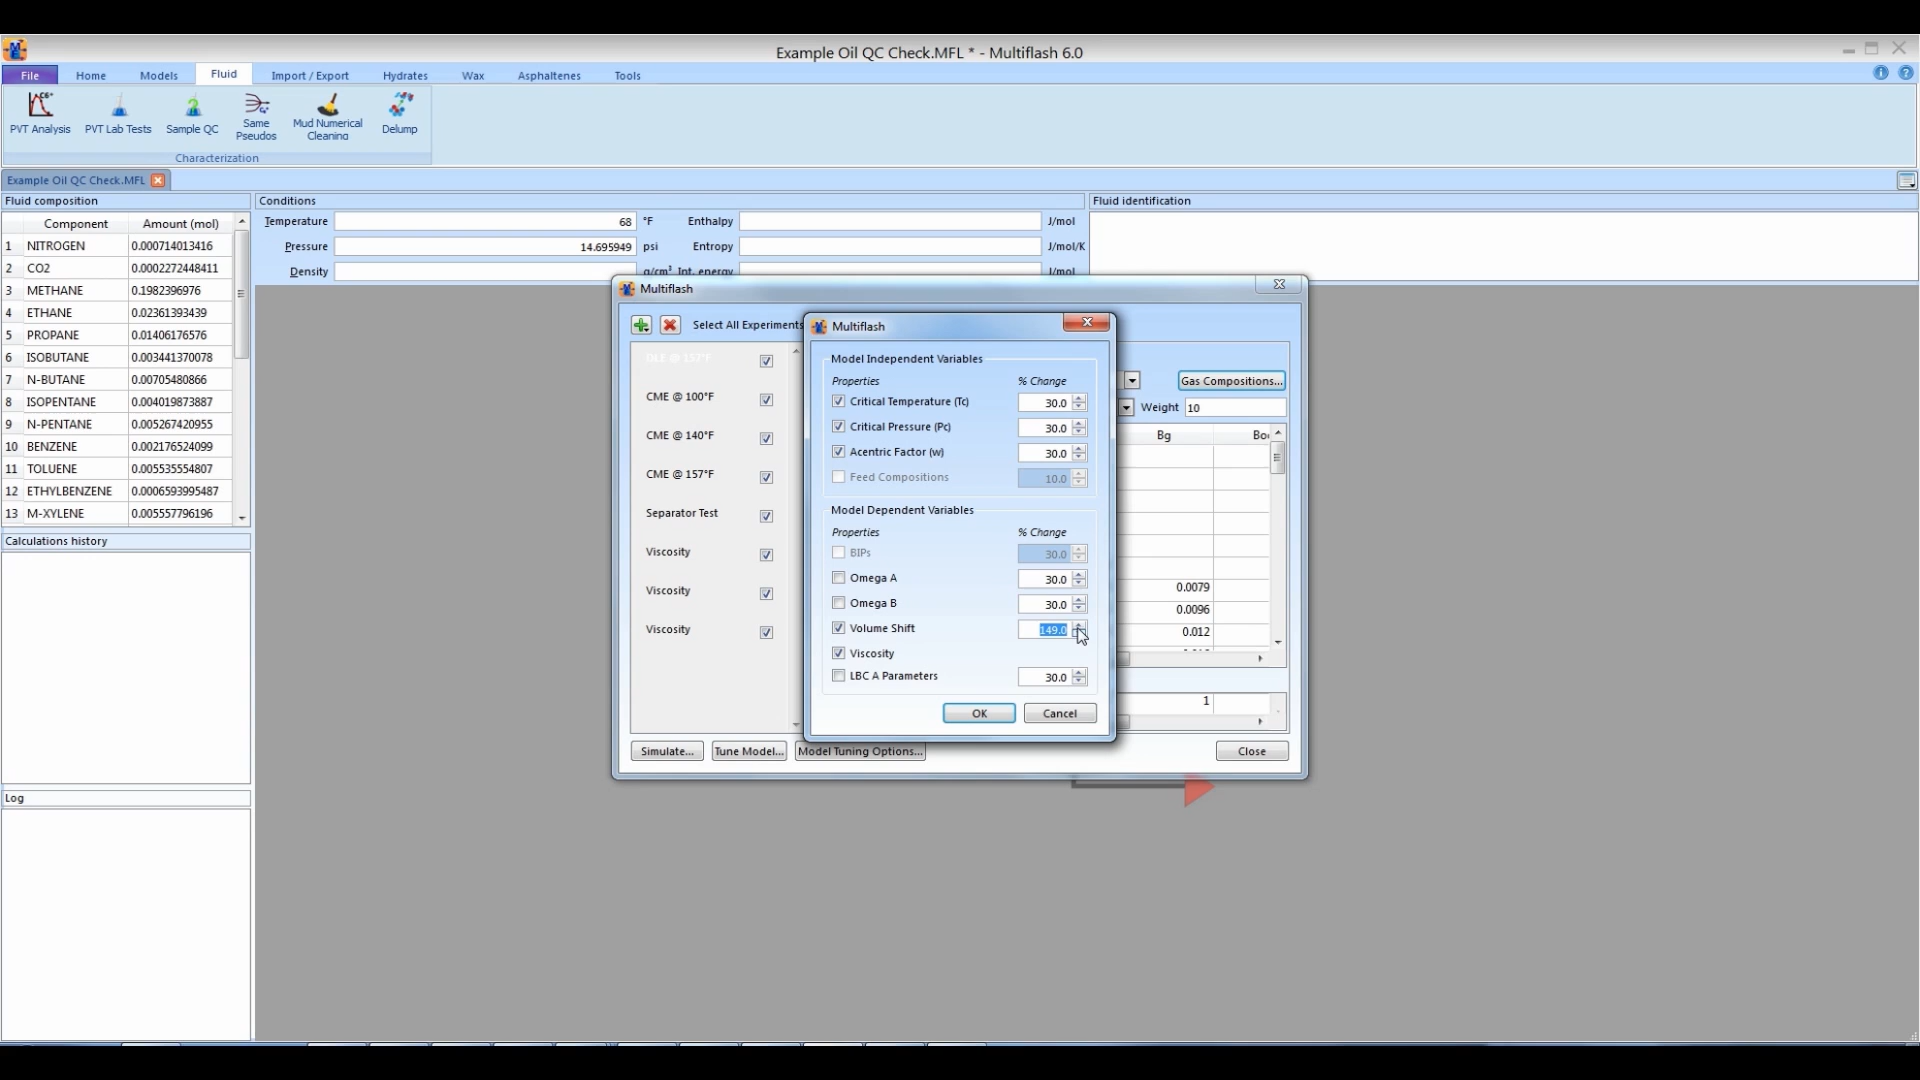 Example Oil QC Check.MFL * - Multiflash 6.0
File Home Models Fluid Import / Export Hydrates Wax Asphaltenes Tools
PVT Analysis PVT Lab Tests Sample QC Same Pseudos Mud Numerical Cleaning Delump
Characterization
Example Oil QC Check.MFL
Fluid composition
Component Amount (mol)
1 NITROGEN 0.000714013416
2 CO2 0.0002272448411
3 METHANE 0.1982396976
4 ETHANE 0.02361393439
5 PROPANE 0.01406176576
6 ISOBUTANE 0.003441370078
7 N-BUTANE 0.00705480866
8 ISOPENTANE 0.004019873887
9 N-PENTANE 0.005267420955
10 BENZENE 0.002176524099
11 TOLUENE 0.005535554807
12 ETHYLBENZENE 0.0006593995487
13 M-XYLENE 0.005557796196
Calculations history
Log
Conditions
Temperature 68 °F Enthalpy J/mol
Pressure 14.695949 psi Entropy J/mol/K
Density g/cm³ Int. energy J/mol
Fluid identification
Multiflash
Select All Experiments
DLE @ 157°F
CME @ 100°F
CME @ 140°F
CME @ 157°F
Separator Test
Viscosity
Viscosity
Viscosity
Simulate... Tune Model... Model Tuning Options... Close
Gas Compositions...
Weight 10
Bg
0.0079
0.0096
0.012
1
Multiflash
Model Independent Variables
Properties % Change
Critical Temperature (Tc) 30.0
Critical Pressure (Pc) 30.0
Acentric Factor (w) 30.0
Feed Compositions 10.0
Model Dependent Variables
Properties % Change
BIPs 30.0
Omega A 30.0
Omega B 30.0
Volume Shift 149.0
Viscosity
LBC A Parameters 30.0
OK Cancel